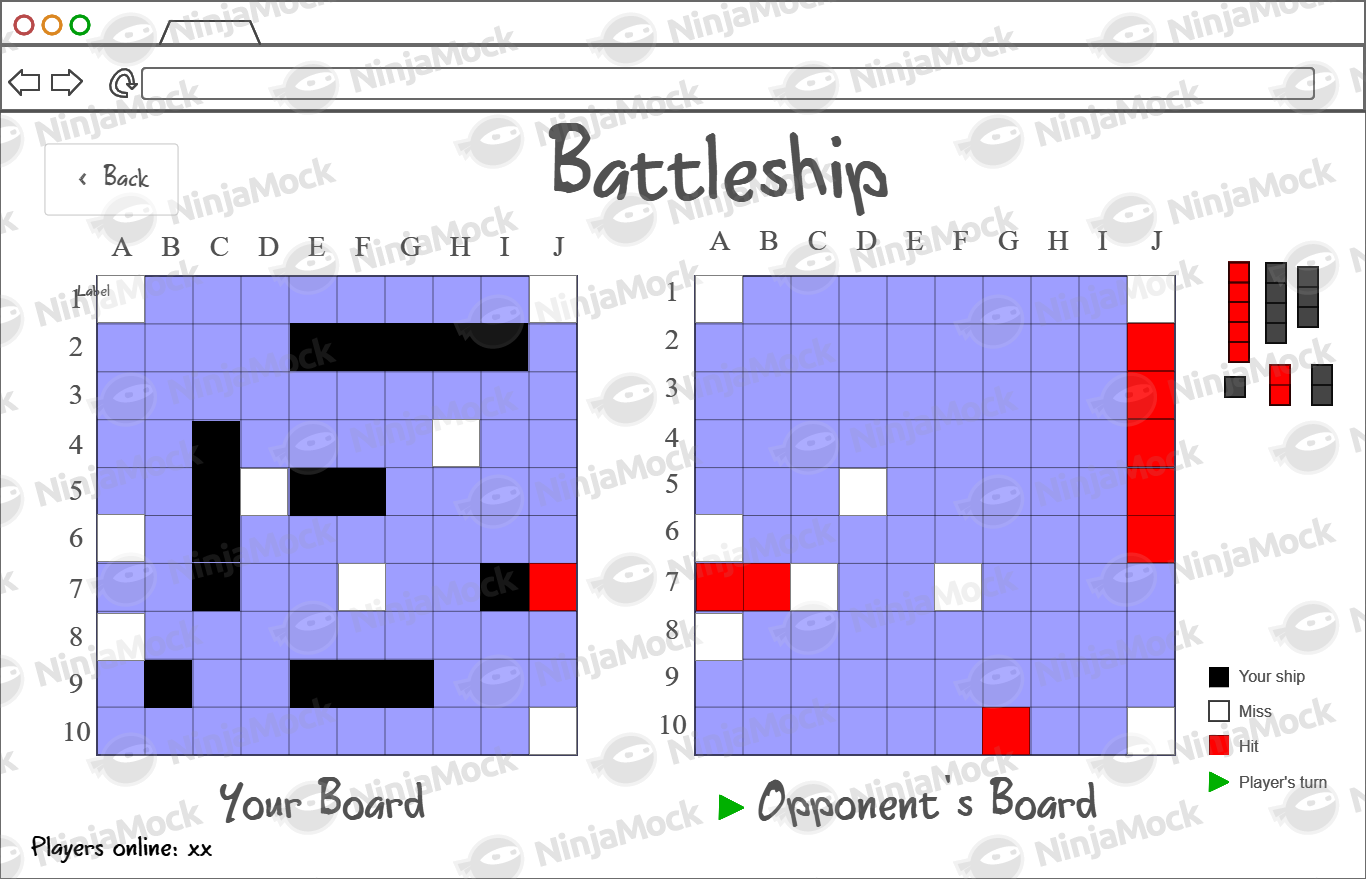 Battleship
‹ Back
A B C D E F G H I J
A B C D E F G H I J
Label
1
2
3
4
5
6
7
8
9
10
1
2
3
4
5
6
7
8
9
10
Your ship
Miss
Hit
Player's turn
Your Board
Opponent's Board
Players online: xx
NinjaMock